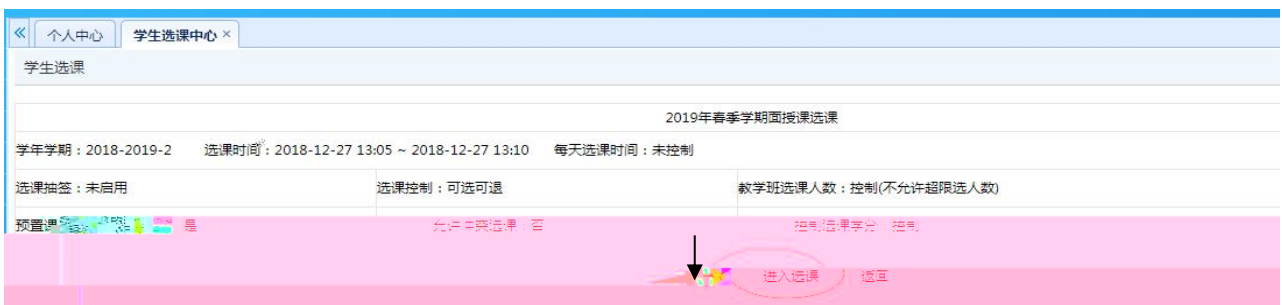 个人中心 学生选课中心 ×
学生选课
2019年春季学期面授课选课
学年学期：2018-2019-2 选课时间：2018-12-27 13:05 ~ 2018-12-27 13:10 每天选课时间：未控制
选课抽签：未启用 选课控制：可选可退 教学班选课人数：控制(不允许超限选人数)
预置课 是 允许冲突选课 否 控制选课学分 控制
进入选课 返回